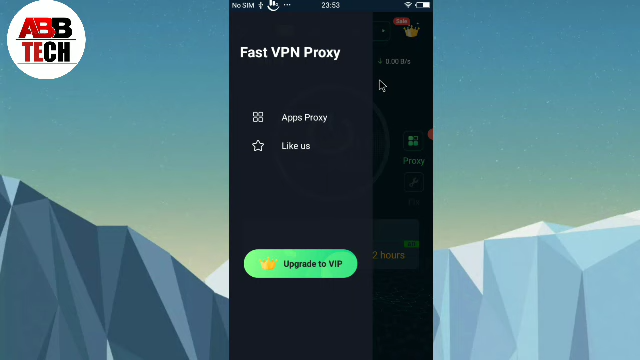 ABB
TECH
No SIM
23:53
Sale
Fast VPN Proxy
↓ 0.00 B/s
Apps Proxy
Like us
Proxy
2 hours
Upgrade to VIP